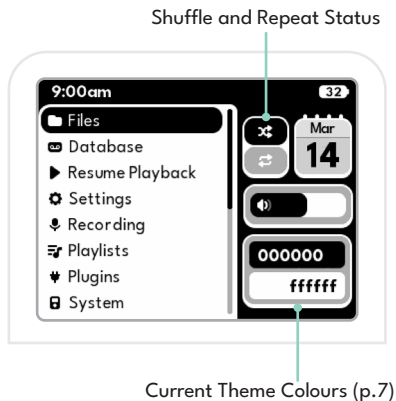 Shuffle and Repeat Status
9:00am
32
Files
Database
Resume Playback
Settings
Recording
Playlists
Plugins
System
Mar
14
000000
ffffff
Current Theme Colours (p.7)